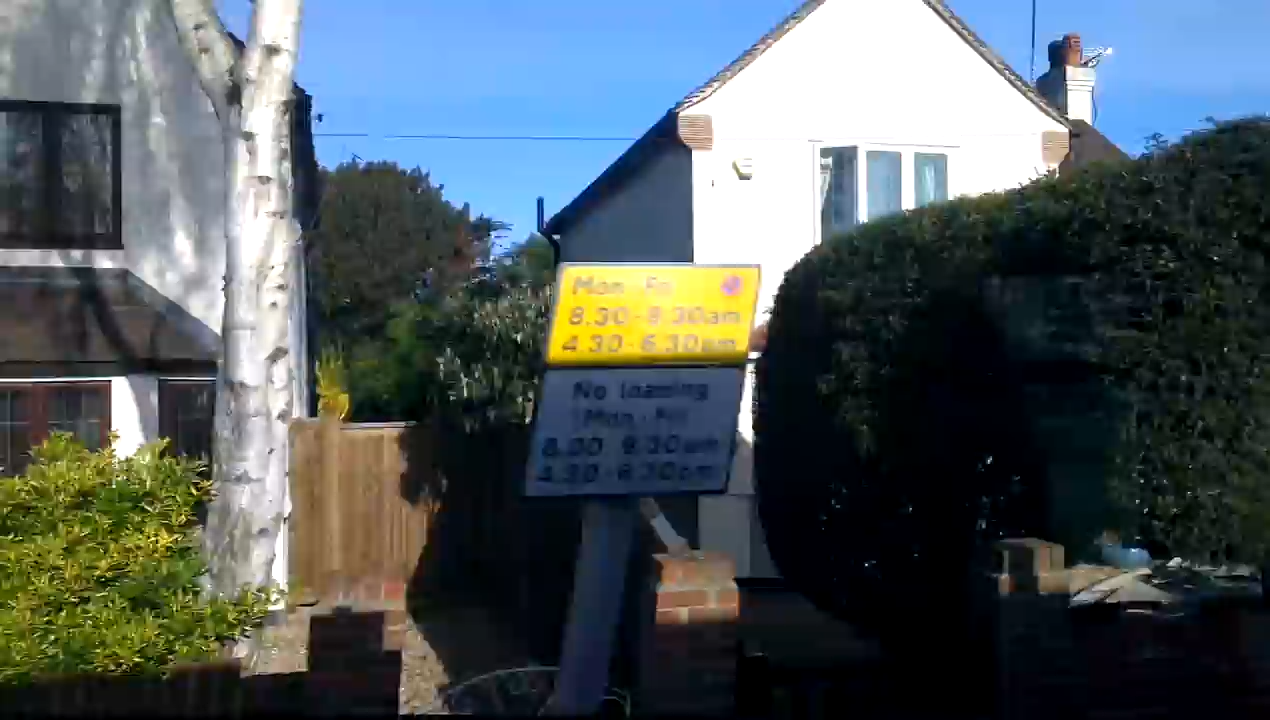 Mon - Fri
8.30 - 9.30am
4.30 - 6.30pm
No loading
Mon - Fri
8.00 - 9.30am
4.30 - 6.30pm